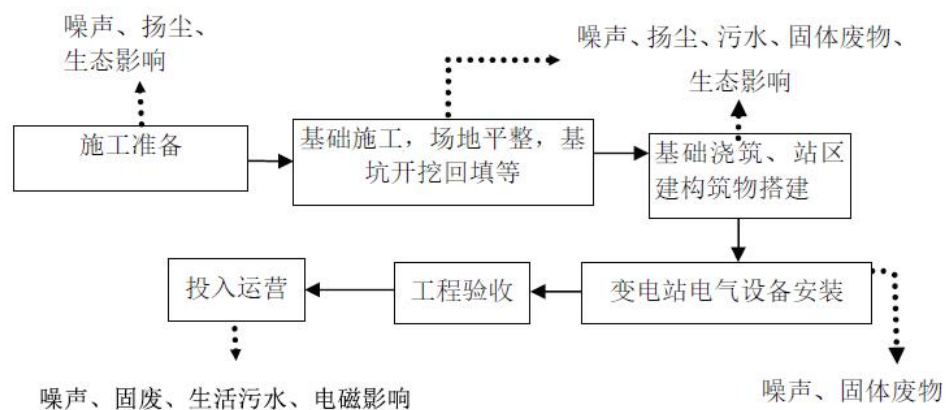 噪声、扬尘、
生态影响
噪声、扬尘、污水、固体废物、
生态影响
施工准备
基础施工，场地平整，基
坑开挖回填等
基础浇筑、站区
建构筑物搭建
投入运营
工程验收
变电站电气设备安装
噪声、固废、生活污水、电磁影响
噪声、固体废物